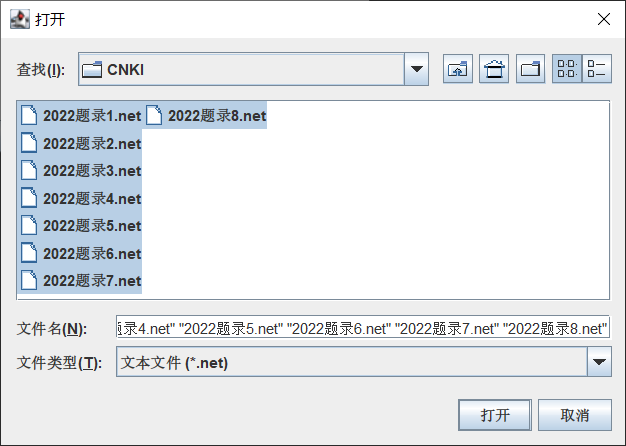 打开
查找(I): CNKI
2022题录1.net 2022题录8.net
2022题录2.net
2022题录3.net
2022题录4.net
2022题录5.net
2022题录6.net
2022题录7.net
文件名(N): 题录4.net" "2022题录5.net" "2022题录6.net" "2022题录7.net" "2022题录8.net"
文件类型(T): 文本文件 (*.net)
打开 取消